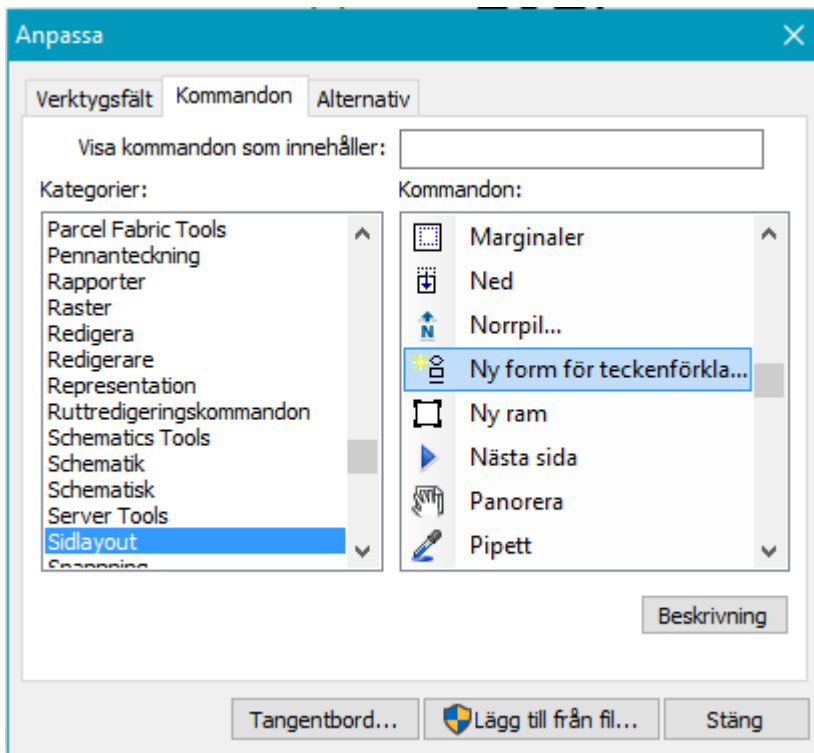 Anpassa
Verktygsfält Kommandon Alternativ
Visa kommandon som innehåller:
Kategorier:
Parcel Fabric Tools
Pennanteckning
Rapporter
Raster
Redigera
Redigerare
Representation
Ruttredigeringskommandon
Schematics Tools
Schematik
Schematisk
Server Tools
Sidlayout
Kommandon:
Marginaler
Ned
N Norrpil...
Ny form för teckenförkla...
Ny ram
Nästa sida
Panorera
Pipett
Beskrivning
Tangentbord... Lägg till från fil... Stäng